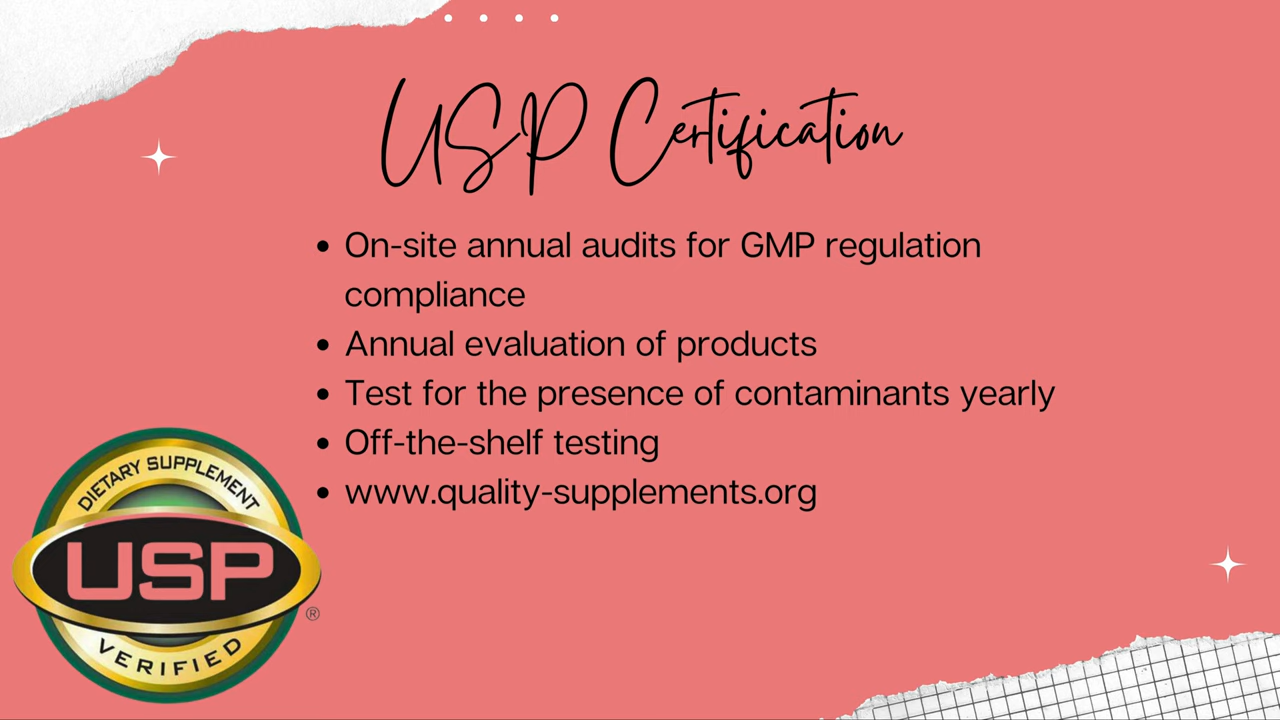 USP Certification
• On-site annual audits for GMP regulation
compliance
• Annual evaluation of products
• Test for the presence of contaminants yearly
• Off-the-shelf testing
• www.quality-supplements.org
DIETARY SUPPLEMENT
USP
®
VERIFIED